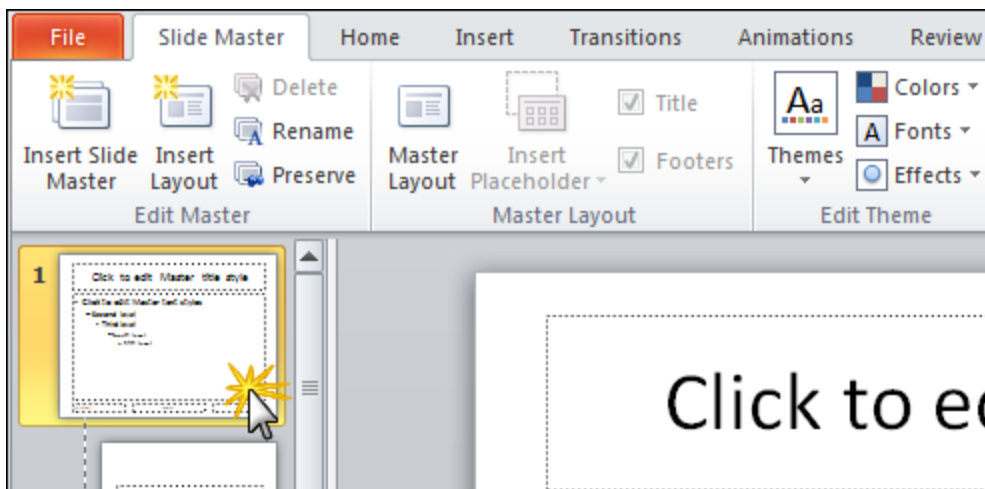 File Slide Master Home Insert Transitions Animations Review
Insert Slide Master
Insert Layout
Delete
Rename
Preserve
Edit Master
Master Layout
Insert Placeholder
Title
Footers
Master Layout
Aa
Themes
Colors
A Fonts
Effects
Edit Theme
1
Click to edit Master title style
Click to edit Master text styles
Second level
Third level
Click to e